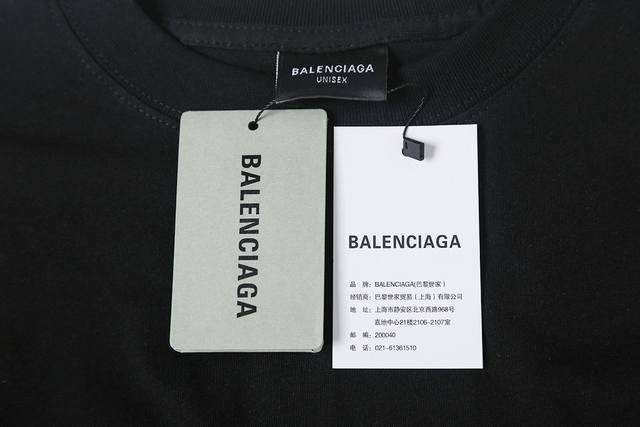 BALENCIAGA
UNISEX
BALENCIAGA
BALENCIAGA
品 牌：BALENCIAGA(巴黎世家)
经销商：巴黎世家贸易（上海）有限公司
地 址：上海市静安区北京西路968号
嘉地中心21楼2106-2107室
邮 编：200040
电 话：021-61361510